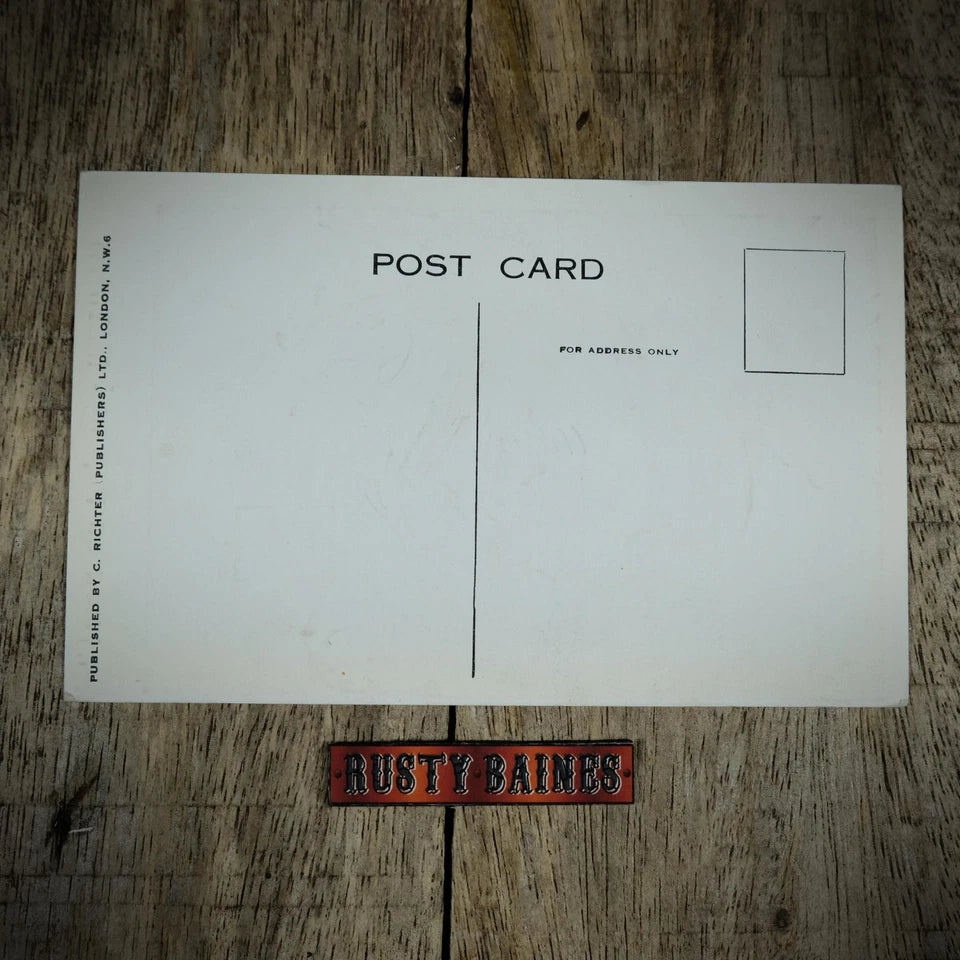 POST CARD
FOR ADDRESS ONLY
PUBLISHED BY C. RICHTER (PUBLISHERS) LTD., LONDON, N.W.6
RUSTY BAINES